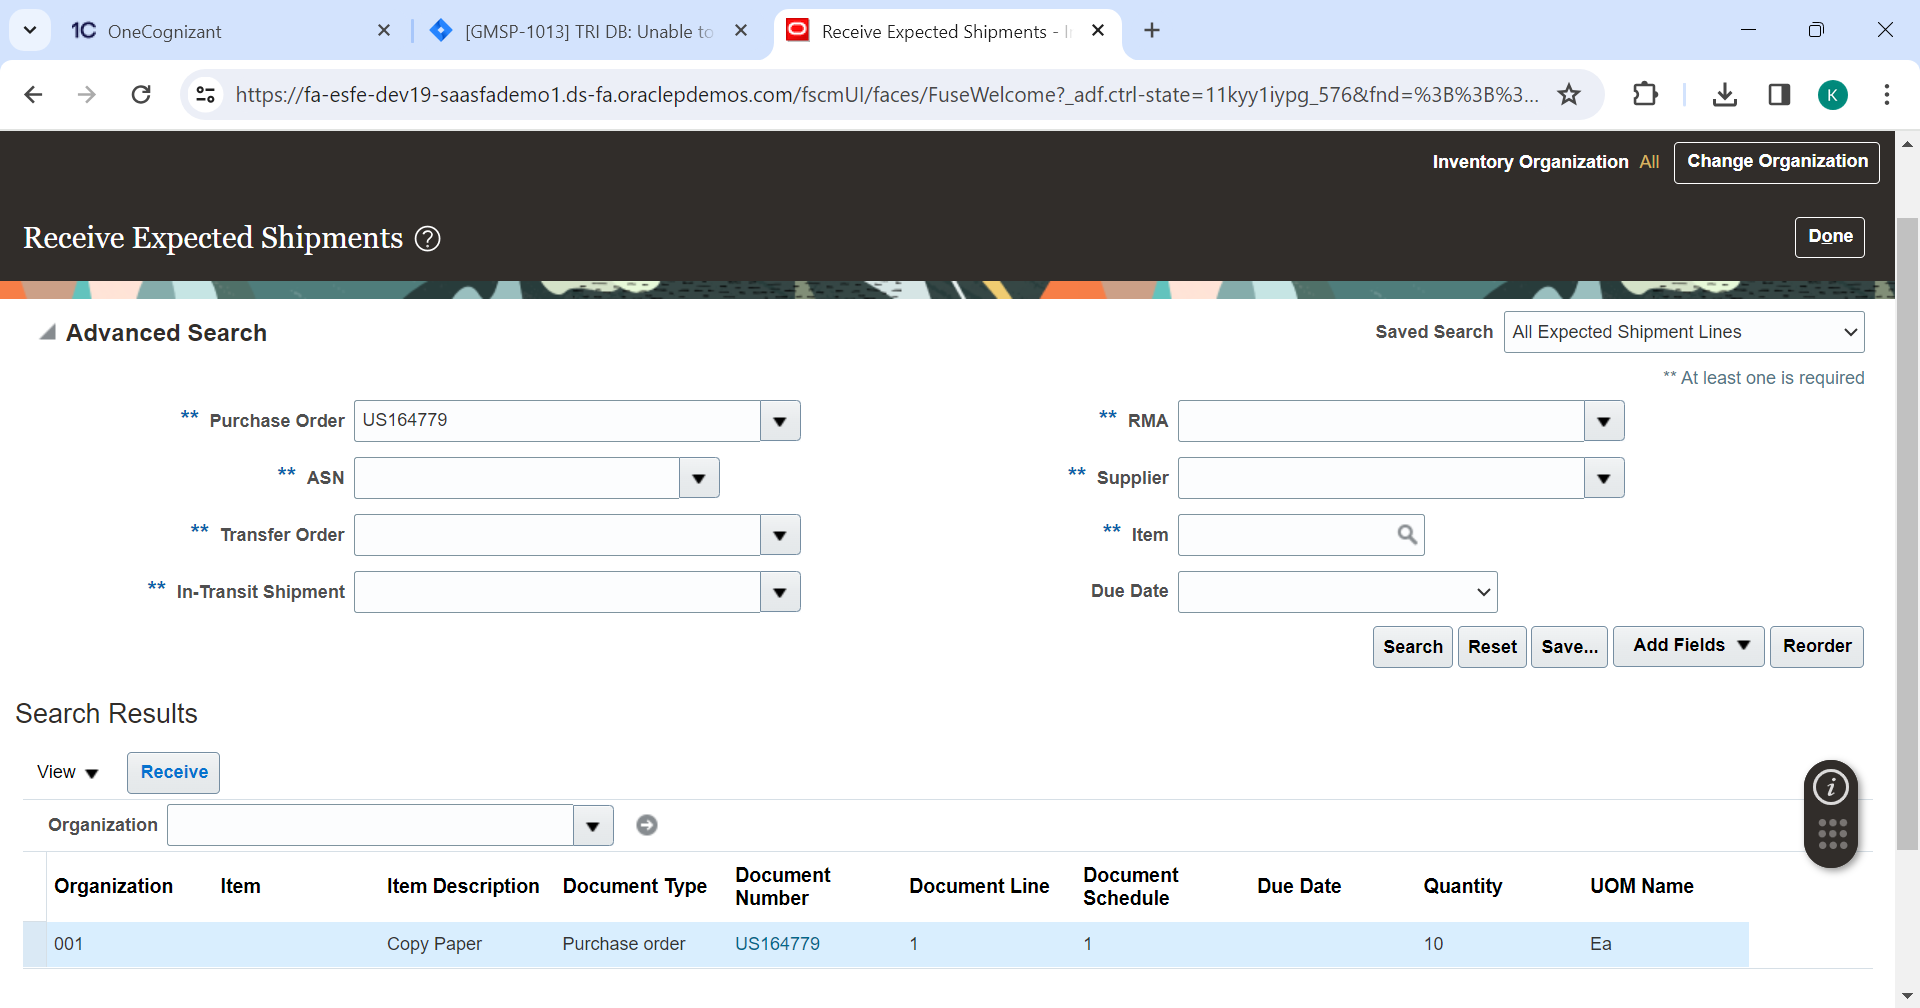 1C OneCognizant
[GMSP-1013] TRI DB: Unable to
Receive Expected Shipments - I
https://fa-esfe-dev19-saasfademo1.ds-fa.oraclepdemos.com/fscmUI/faces/FuseWelcome?_adf.ctrl-state=11kyy1iypg_576&fnd=%3B%3B%3...
K
Inventory Organization All Change Organization
Receive Expected Shipments ?
Done
Advanced Search
Saved Search All Expected Shipment Lines
** At least one is required
** Purchase Order US164779
** RMA
** ASN
** Supplier
** Transfer Order
** Item
** In-Transit Shipment
Due Date
Search Reset Save... Add Fields Reorder
Search Results
View Receive
i
Organization
Organization Item Item Description Document Type Document Number Document Line Document Schedule Due Date Quantity UOM Name
001 Copy Paper Purchase order US164779 1 1 10 Ea